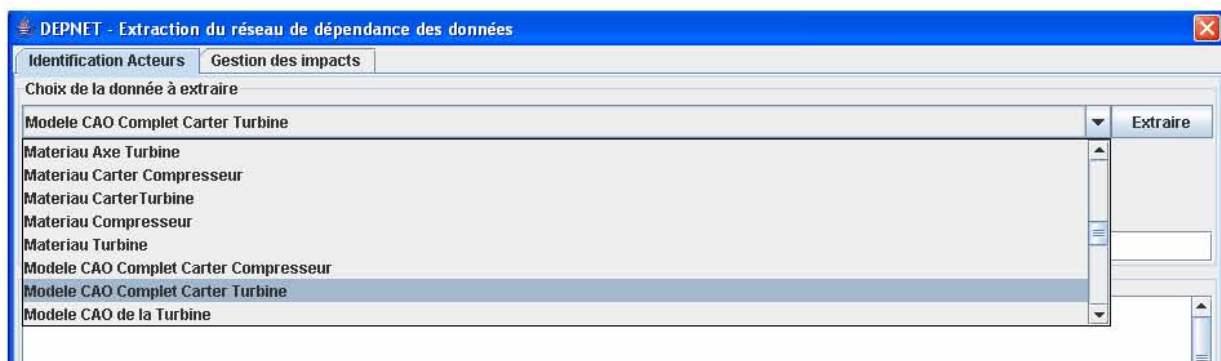 DEPNET - Extraction du réseau de dépendance des données
Identification Acteurs Gestion des impacts
Choix de la donnée à extraire
Modele CAO Complet Carter Turbine Extraire
Materiau Axe Turbine
Materiau Carter Compresseur
Materiau CarterTurbine
Materiau Compresseur
Materiau Turbine
Modele CAO Complet Carter Compresseur
Modele CAO Complet Carter Turbine
Modele CAO de la Turbine